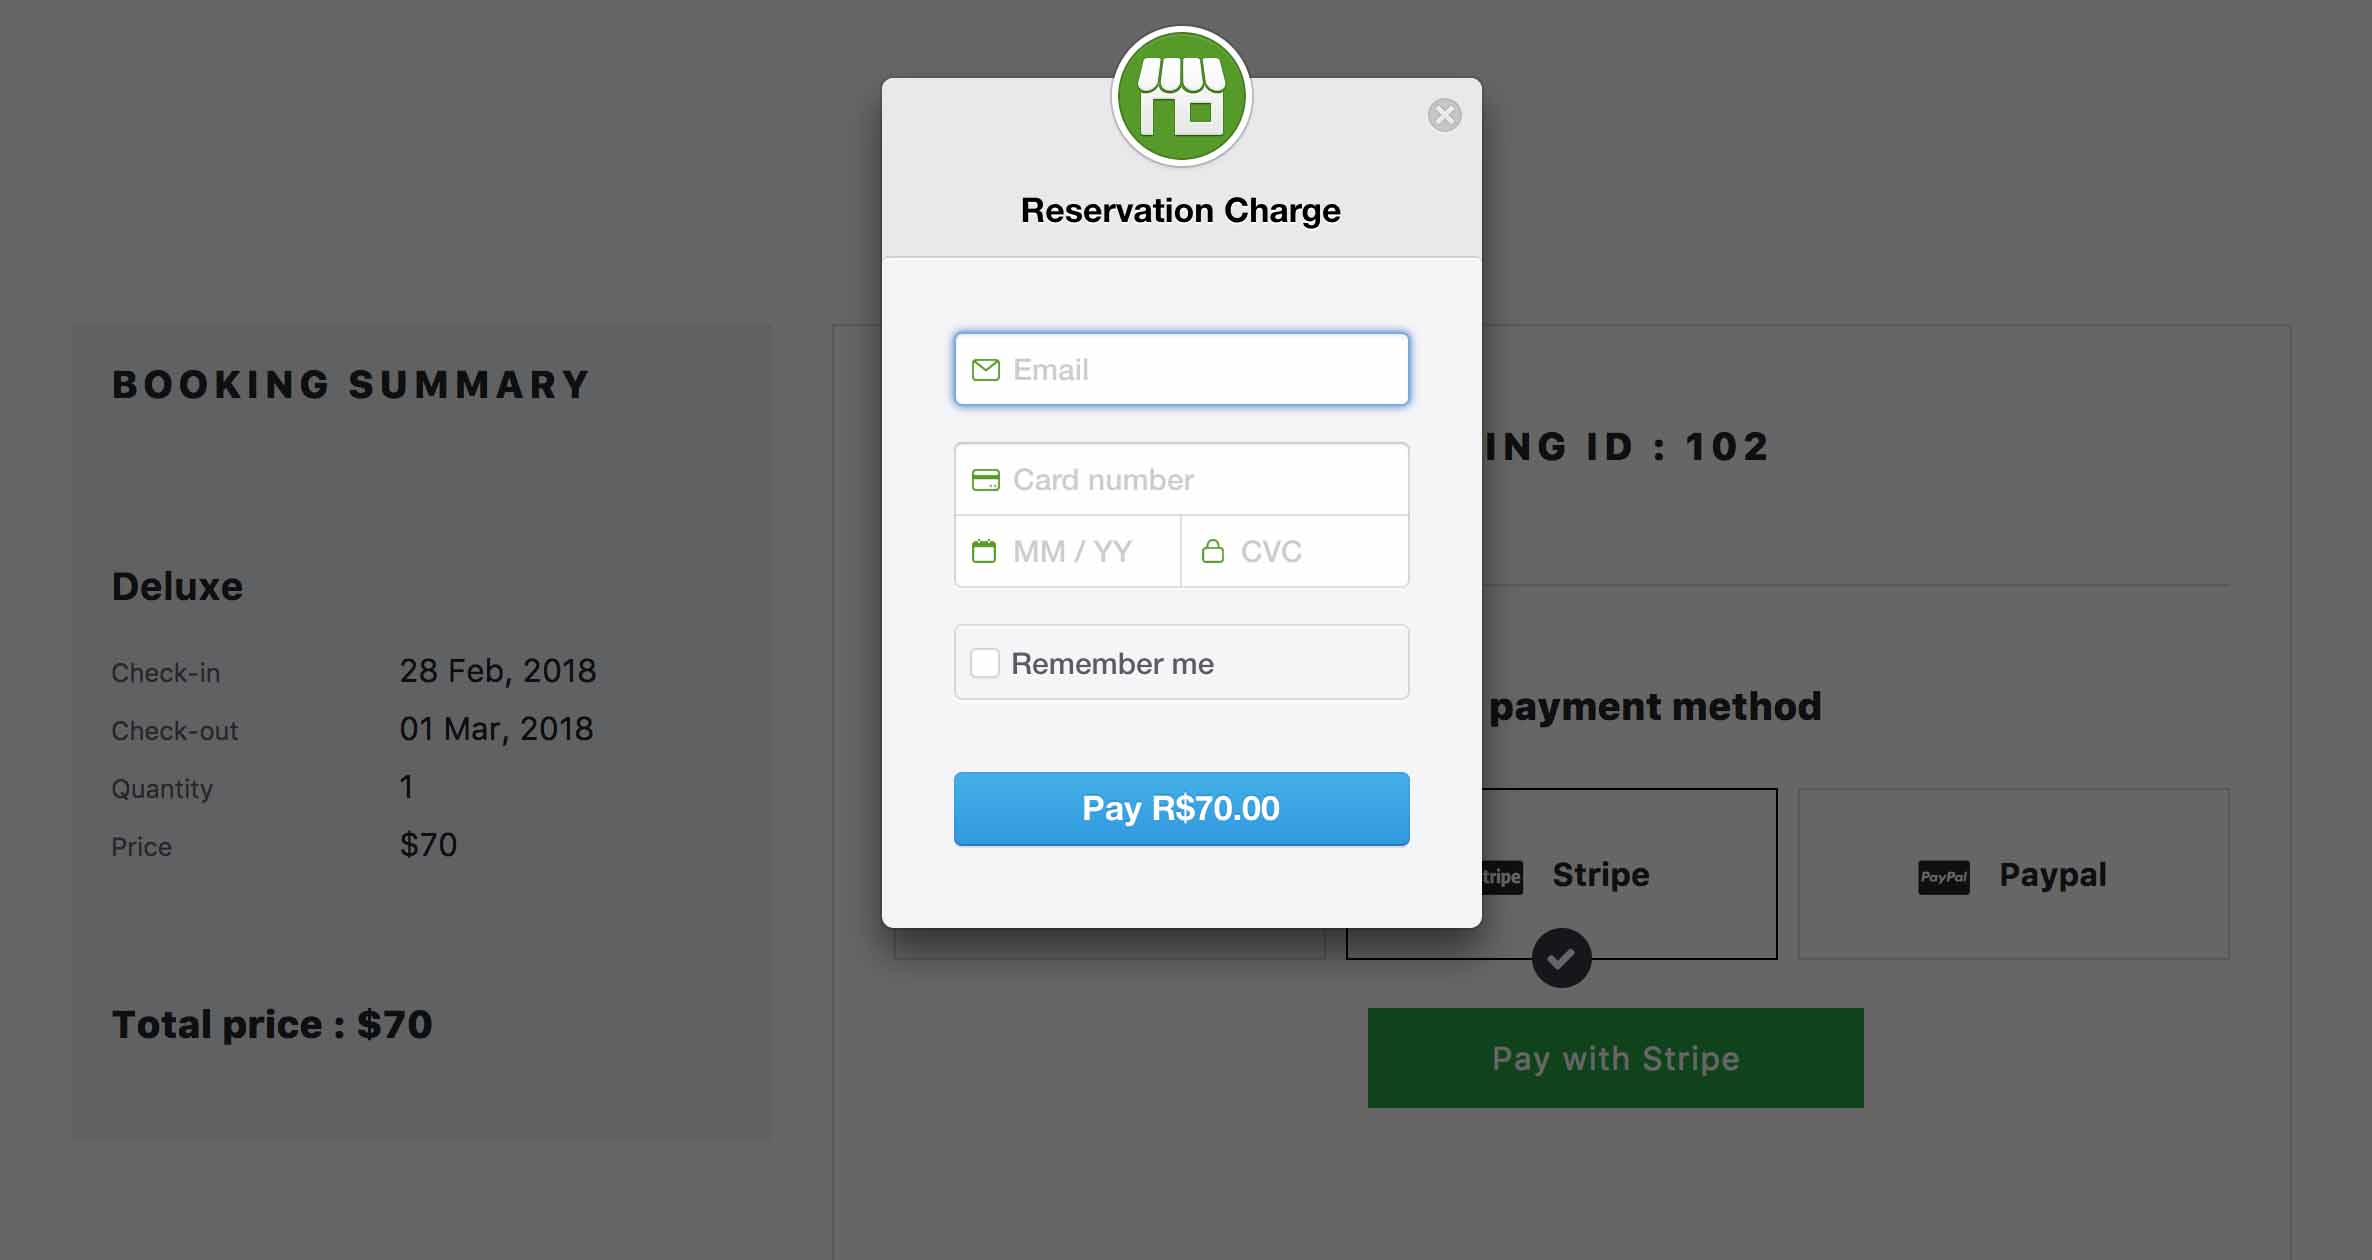 Reservation Charge
Email
Card number
MM / YY
CVC
Remember me
Pay R$70.00
BOOKING SUMMARY
Deluxe
Check-in 28 Feb, 2018
Check-out 01 Mar, 2018
Quantity 1
Price $70
Total price : $70
ID : 102
payment method
Stripe
PayPal Paypal
Pay with Stripe